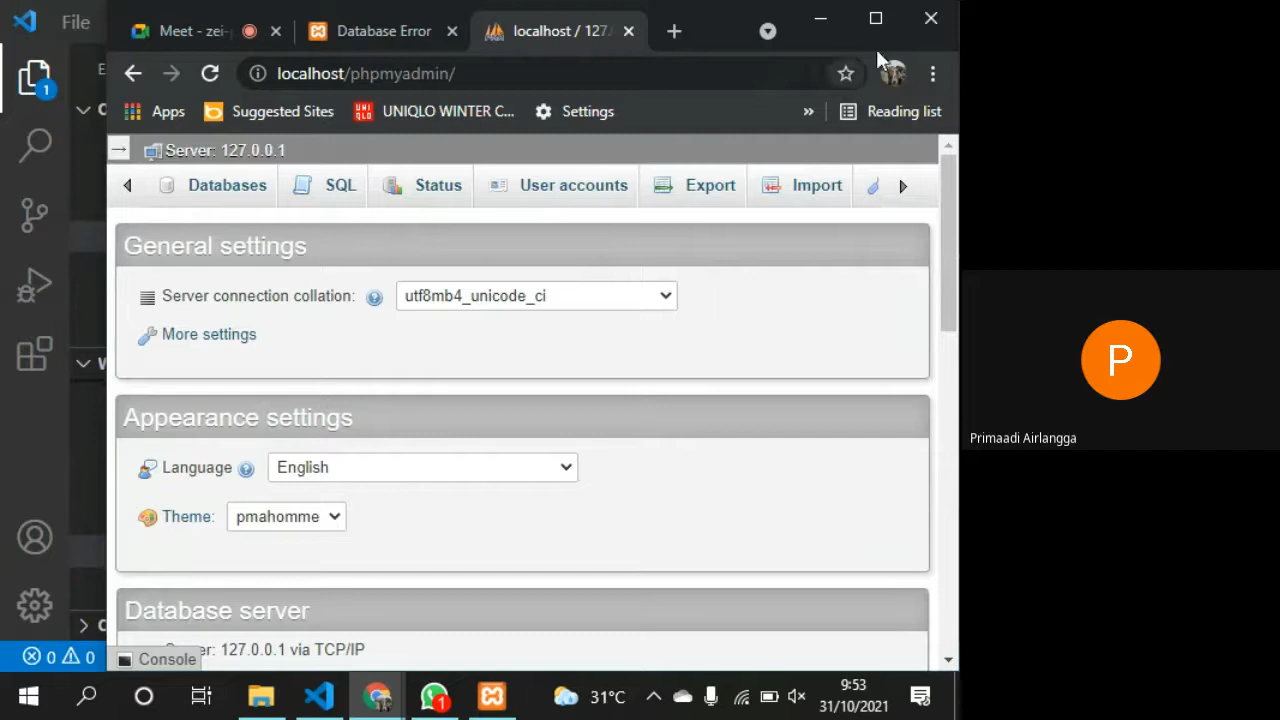 File
Meet - zei-
Database Error
localhost / 127.
localhost/phpmyadmin/
1
E
Apps
Suggested Sites
UNIQLO WINTER C...
Settings
»
Reading list
Server: 127.0.0.1
Databases
SQL
Status
User accounts
Export
Import
General settings
Server connection collation:
utf8mb4_unicode_ci
More settings
Appearance settings
Language
English
Theme:
pmahomme
Database server
Server: 127.0.0.1 via TCP/IP
Console
0
0
P
Primaadi Airlangga
1
31°C
9:53
31/10/2021